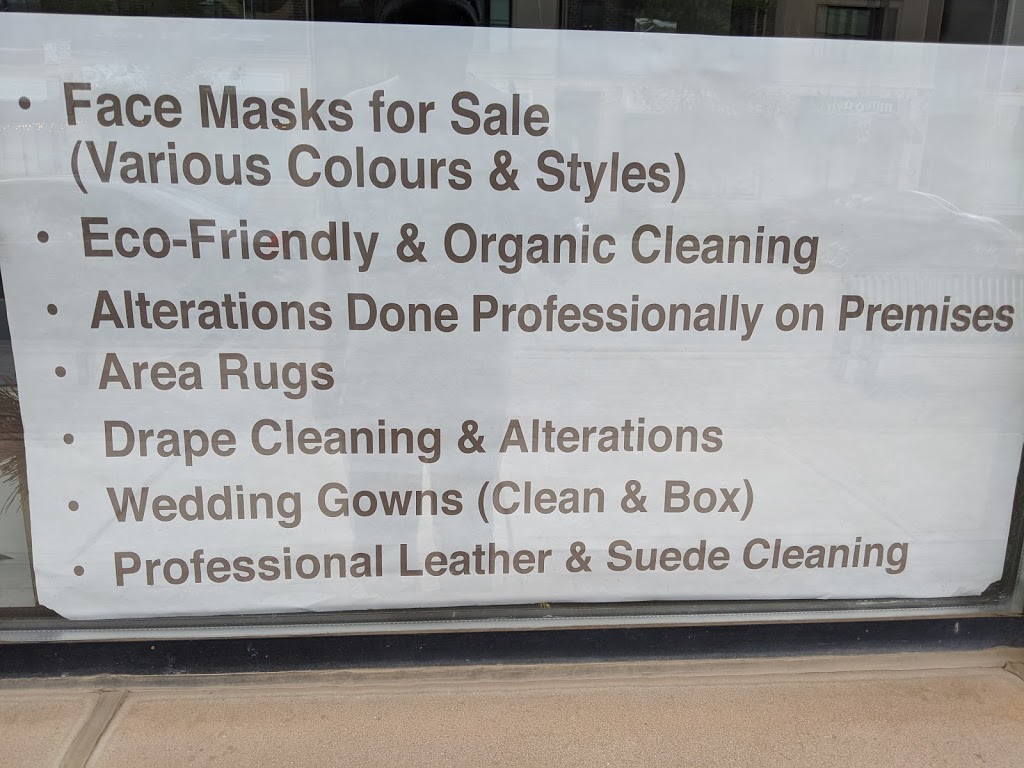 • Face Masks for Sale
(Various Colours & Styles)
• Eco-Friendly & Organic Cleaning
• Alterations Done Professionally on Premises
• Area Rugs
• Drape Cleaning & Alterations
• Wedding Gowns (Clean & Box)
• Professional Leather & Suede Cleaning